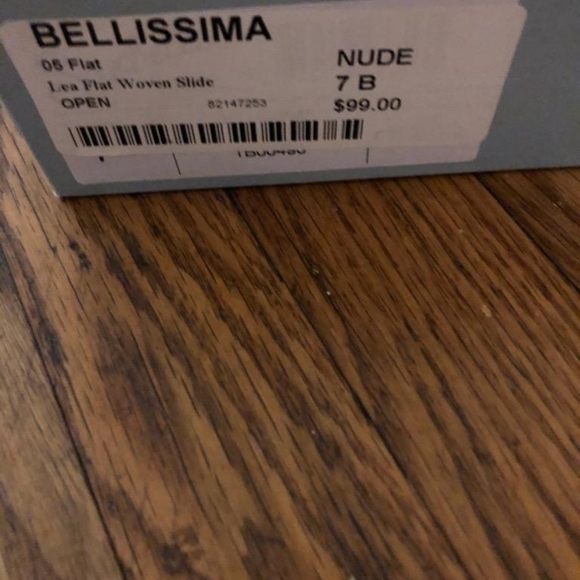 BELLISSIMA
05 Flat NUDE
Lea Flat Woven Slide 7 B
OPEN 82147253 $99.00